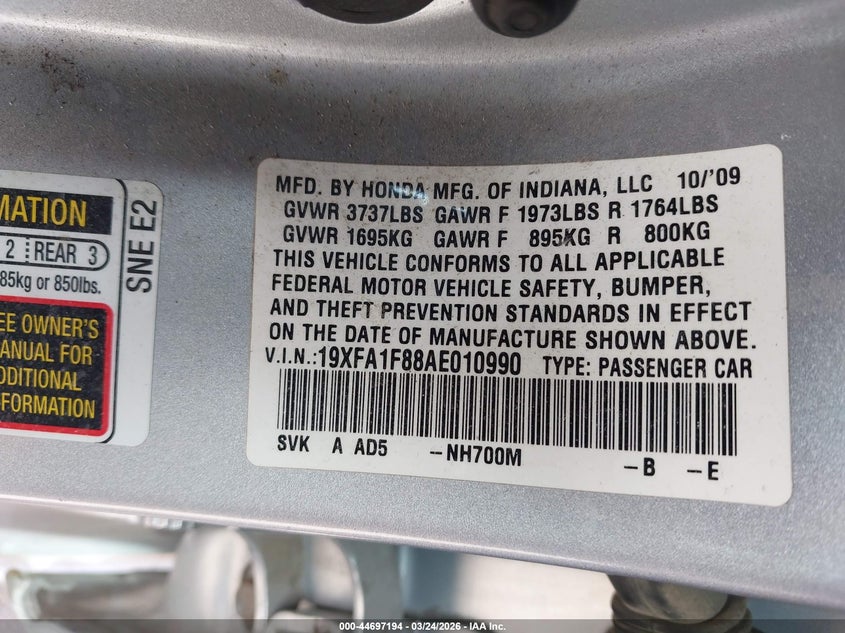 MATION
2 REAR 3
85kg or 850lbs.
EE OWNER'S
ANUAL FOR
DDITIONAL
FORMATION
SNE E2
MFD. BY HONDA MFG. OF INDIANA, LLC 10/'09
GVWR 3737LBS GAWR F 1973LBS R 1764LBS
GVWR 1695KG GAWR F 895KG R 800KG
THIS VEHICLE CONFORMS TO ALL APPLICABLE
FEDERAL MOTOR VEHICLE SAFETY, BUMPER,
AND THEFT PREVENTION STANDARDS IN EFFECT
ON THE DATE OF MANUFACTURE SHOWN ABOVE.
V.I.N.:19XFA1F88AE010990 TYPE: PASSENGER CAR
SVK A AD5 --NH700M --B --E
000-44697194 - 03/24/2026 - IAA Inc.